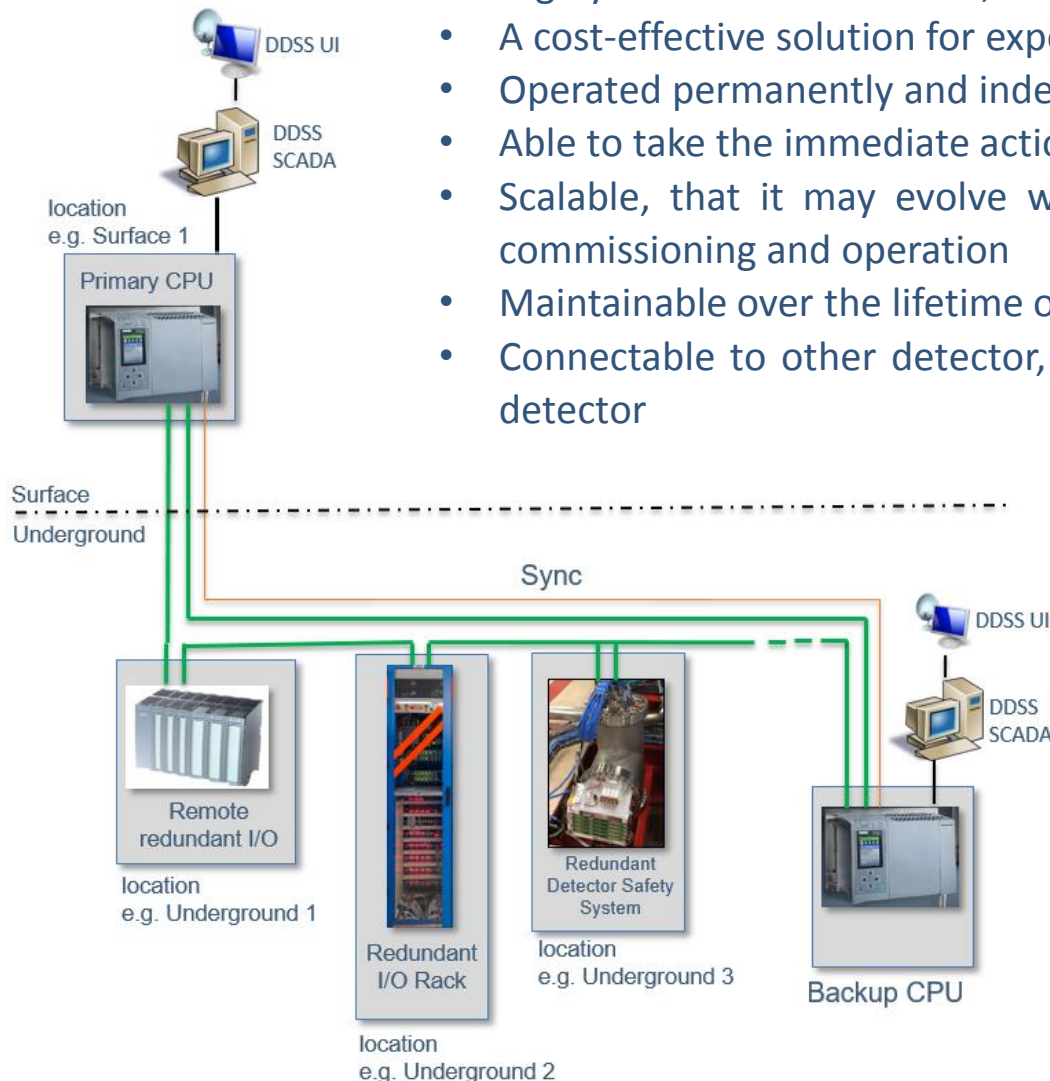 DDSS UI
• A cost-effective solution for
• Operated permanently and
• Able to take the immediate
• Scalable, that it may evolve
commissioning and operation
• Maintainable over the lifetime
• Connectable to other detector,
detector
DDSS
SCADA
location
e.g. Surface 1
Primary CPU
Surface
Underground
Sync
DDSS UI
DDSS
SCADA
Remote
redundant I/O
location
e.g. Underground 1
Redundant
I/O Rack
location
e.g. Underground 2
Redundant
Detector Safety
System
location
e.g. Underground 3
Backup CPU